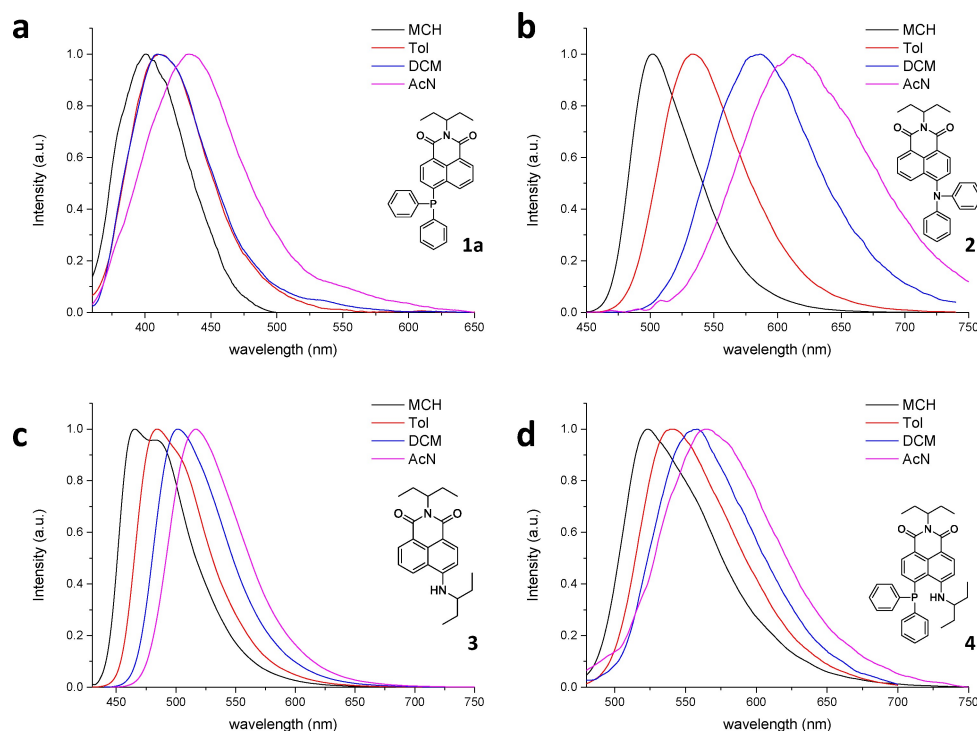 a
MCH
Tol
DCM
AcN
1.0
0.8
0.6
0.4
0.2
0.0
Intensity (a.u.)
400 450 500 550 600 650
wavelength (nm)
O N O
P
1a
b
MCH
Tol
DCM
AcN
1.0
0.8
0.6
0.4
0.2
0.0
Intensity (a.u.)
450 500 550 600 650 700 750
wavelength (nm)
O N O
N
2
c
MCH
Tol
DCM
AcN
1.0
0.8
0.6
0.4
0.2
0.0
Intensity (a.u.)
450 500 550 600 650 700 750
wavelength (nm)
O N O
HN
3
d
MCH
Tol
DCM
AcN
1.0
0.8
0.6
0.4
0.2
0.0
Intensity (a.u.)
500 550 600 650 700 750
wavelength (nm)
O N O
P HN
4